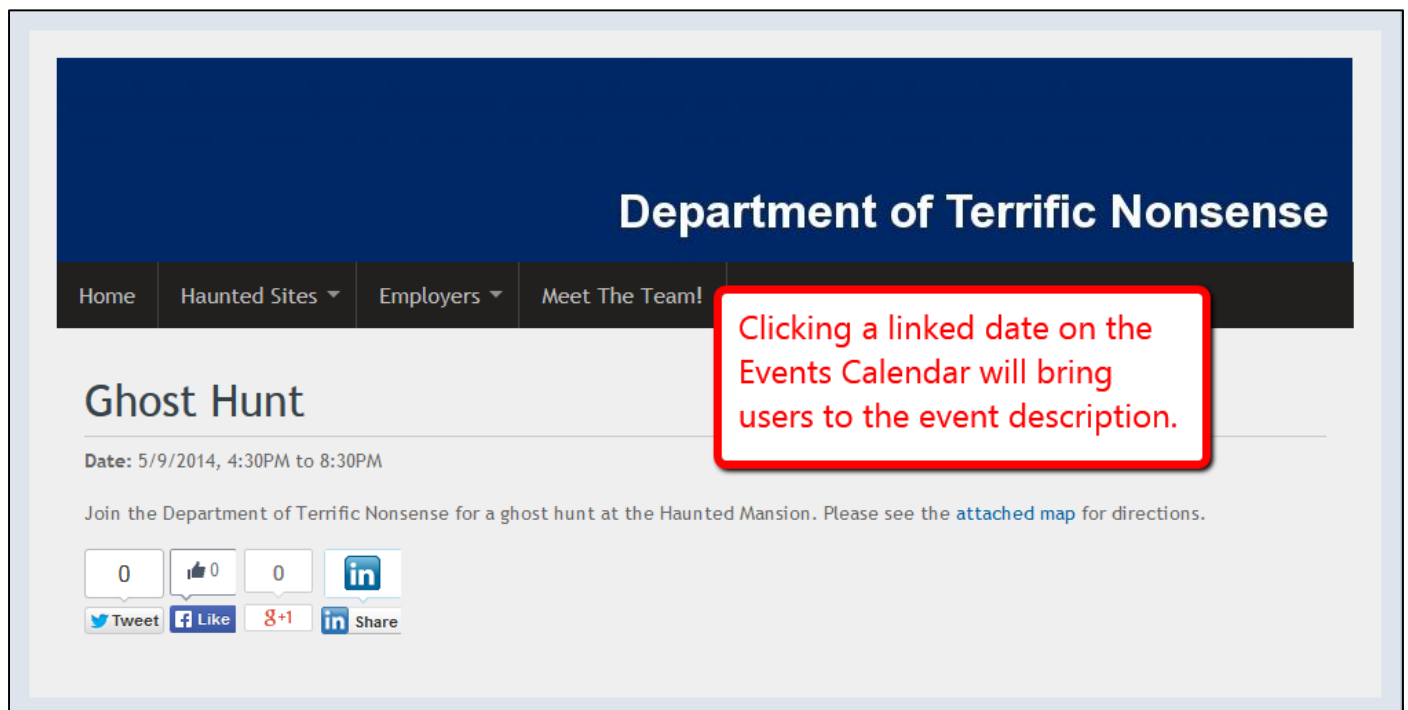 Department of Terrific Nonsense
Home Haunted Sites Employers Meet The Team!
Clicking a linked date on the
Events Calendar will bring
users to the event description.
Ghost Hunt
Date: 5/9/2014, 4:30PM to 8:30PM
Join the Department of Terrific Nonsense for a ghost hunt at the Haunted Mansion. Please see the attached map for directions.
0 0 0 in
Tweet f Like g+1 in Share